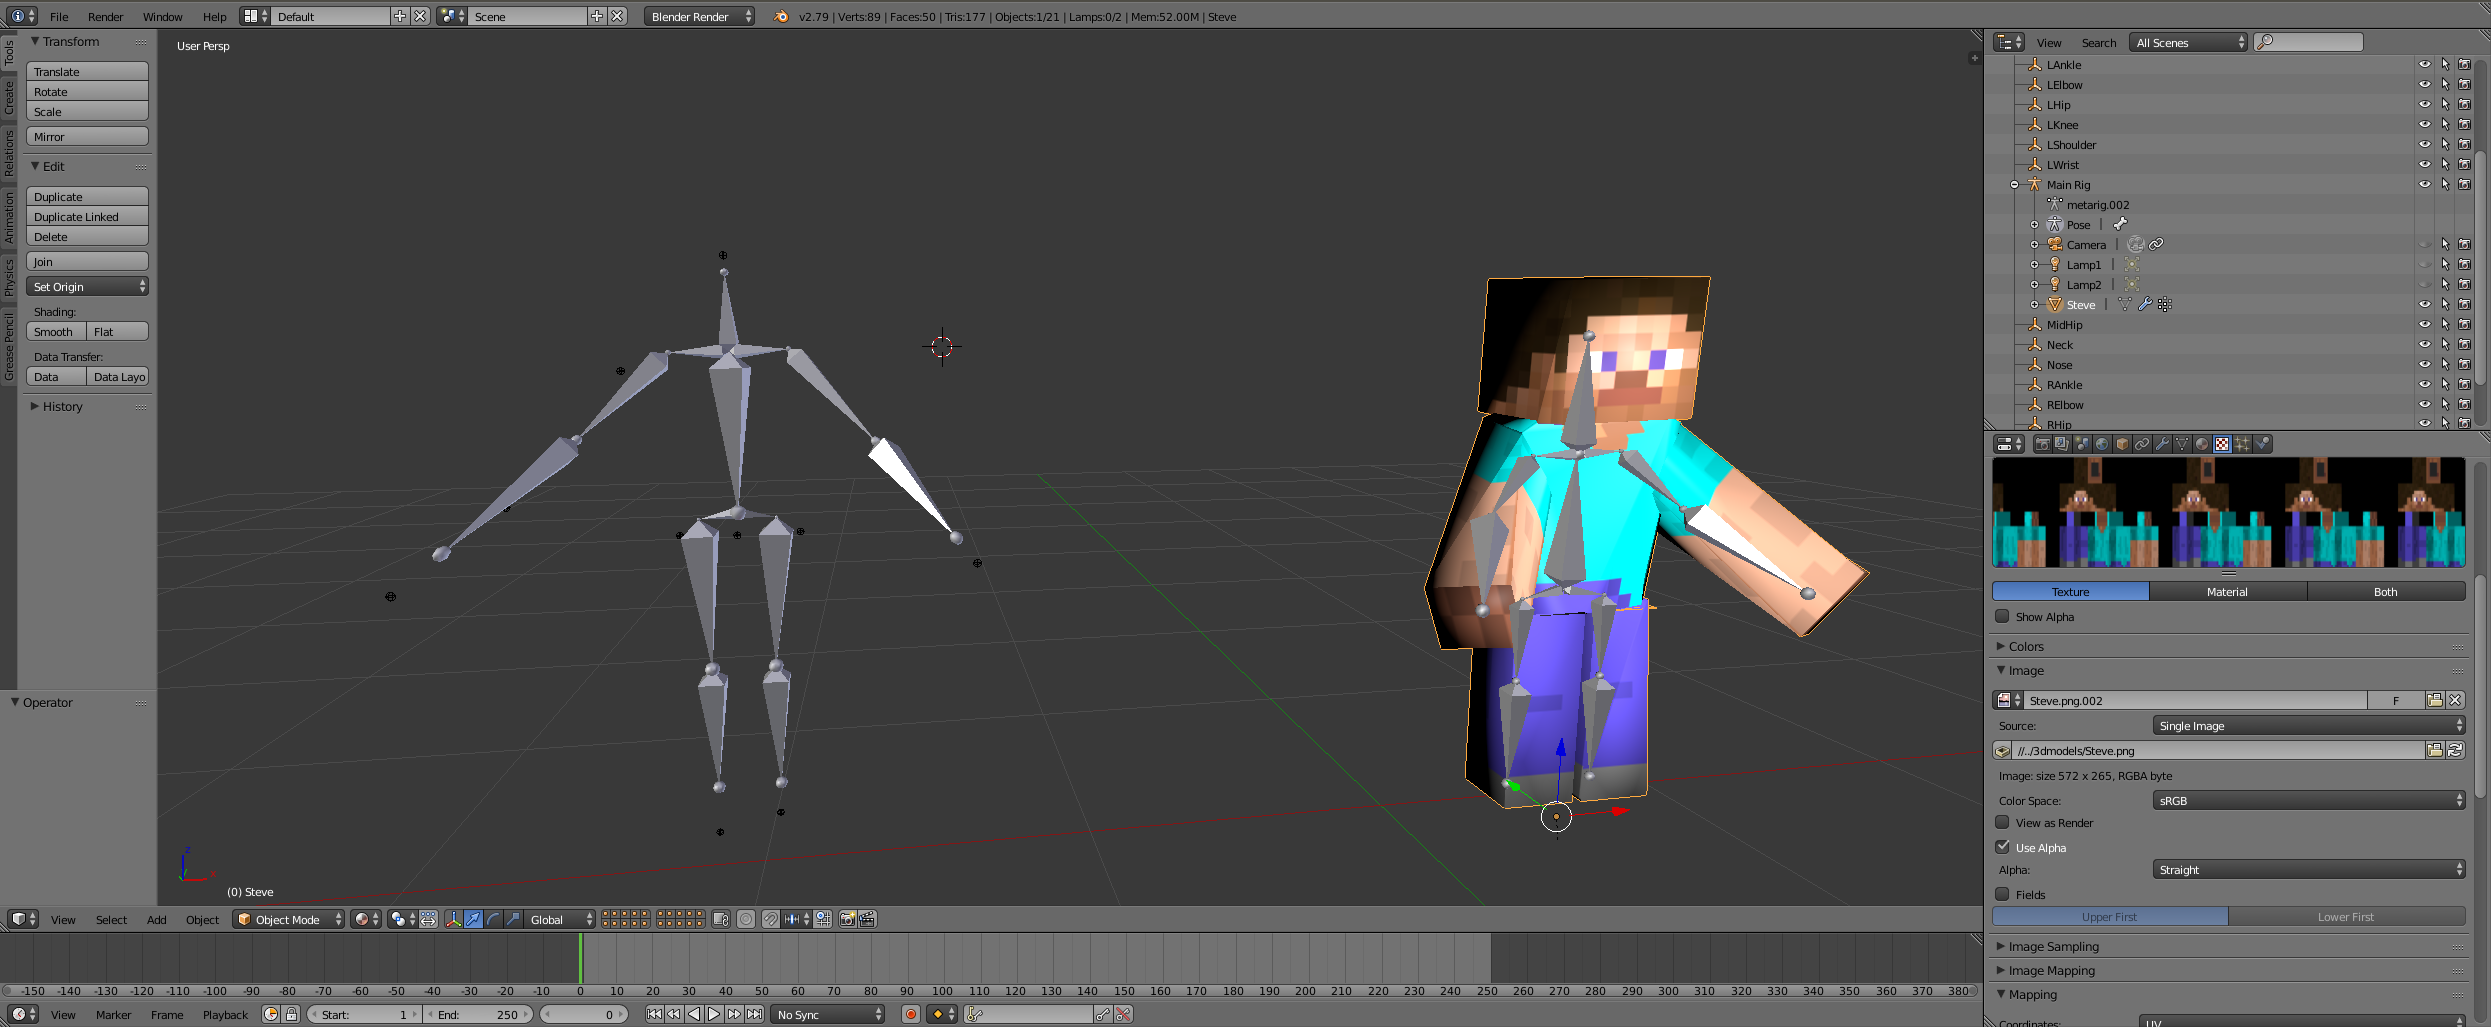 File Render Window Help Default Scene Blender Render v2.79 | Verts:89 | Faces:50 | Tris:177 | Objects:1/21 | Lamps:0/2 | Mem:52.00M | Steve
Tools
Create
Relations
Animation
Physics
Grease Pencil
Transform
Translate
Rotate
Scale
Mirror
Edit
Duplicate
Duplicate Linked
Delete
Join
Set Origin
Shading:
Smooth Flat
Data Transfer:
Data Data Layo
History
Operator
User Persp
z
x
(0) Steve
View Select Add Object Object Mode Global
View Search All Scenes
LAnkle
LElbow
LHip
LKnee
LShoulder
LWrist
Main Rig
metarig.002
Pose
Camera
Lamp1
Lamp2
Steve
MidHip
Neck
Nose
RAnkle
RElbow
RHip
Texture Material Both
Show Alpha
Colors
Image
Steve.png.002 F
Source: Single Image
//../3dmodels/Steve.png
Image: size 572 x 265, RGBA byte
Color Space: sRGB
View as Render
Use Alpha
Alpha: Straight
Fields
Upper First Lower First
Image Sampling
Image Mapping
Mapping
Coordinates: UV
-150 -140 -130 -120 -110 -100 -90 -80 -70 -60 -50 -40 -30 -20 -10 0 10 20 30 40 50 60 70 80 90 100 110 120 130 140 150 160 170 180 190 200 210 220 230 240 250 260 270 280 290 300 310 320 330 340 350 360 370 380
View Marker Frame Playback Start: 1 End: 250 0 No Sync